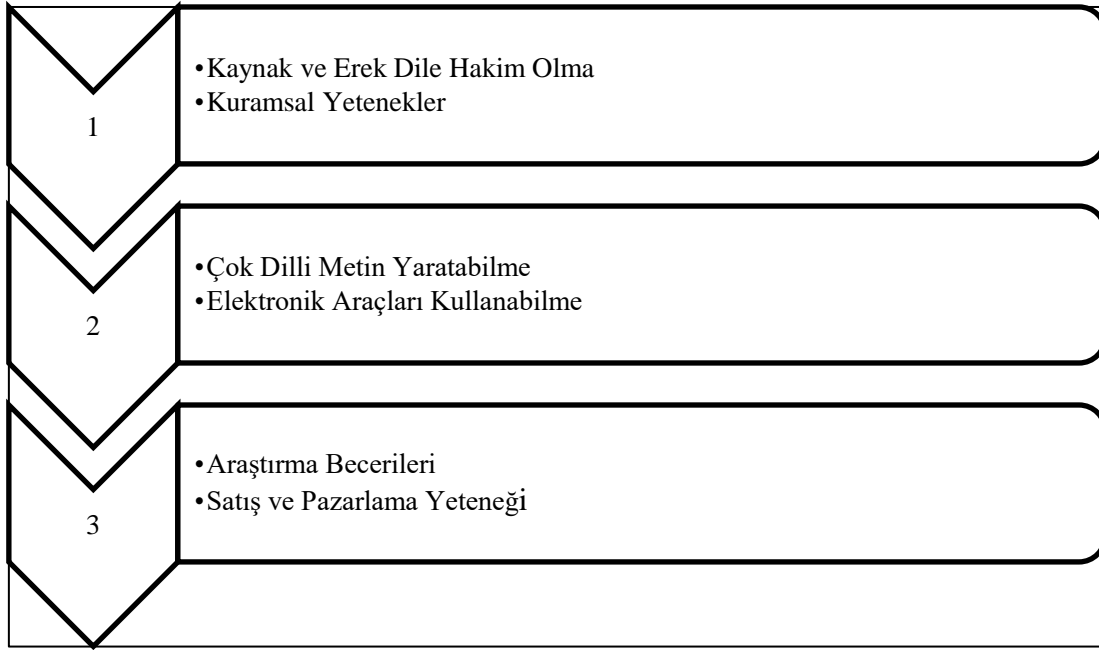 1
•Kaynak ve Erek Dile Hakim Olma
•Kuramsal Yetenekler
2
•Çok Dilli Metin Yaratabilme
•Elektronik Araçları Kullanabilme
3
•Araştırma Becerileri
•Satış ve Pazarlama Yeteneği